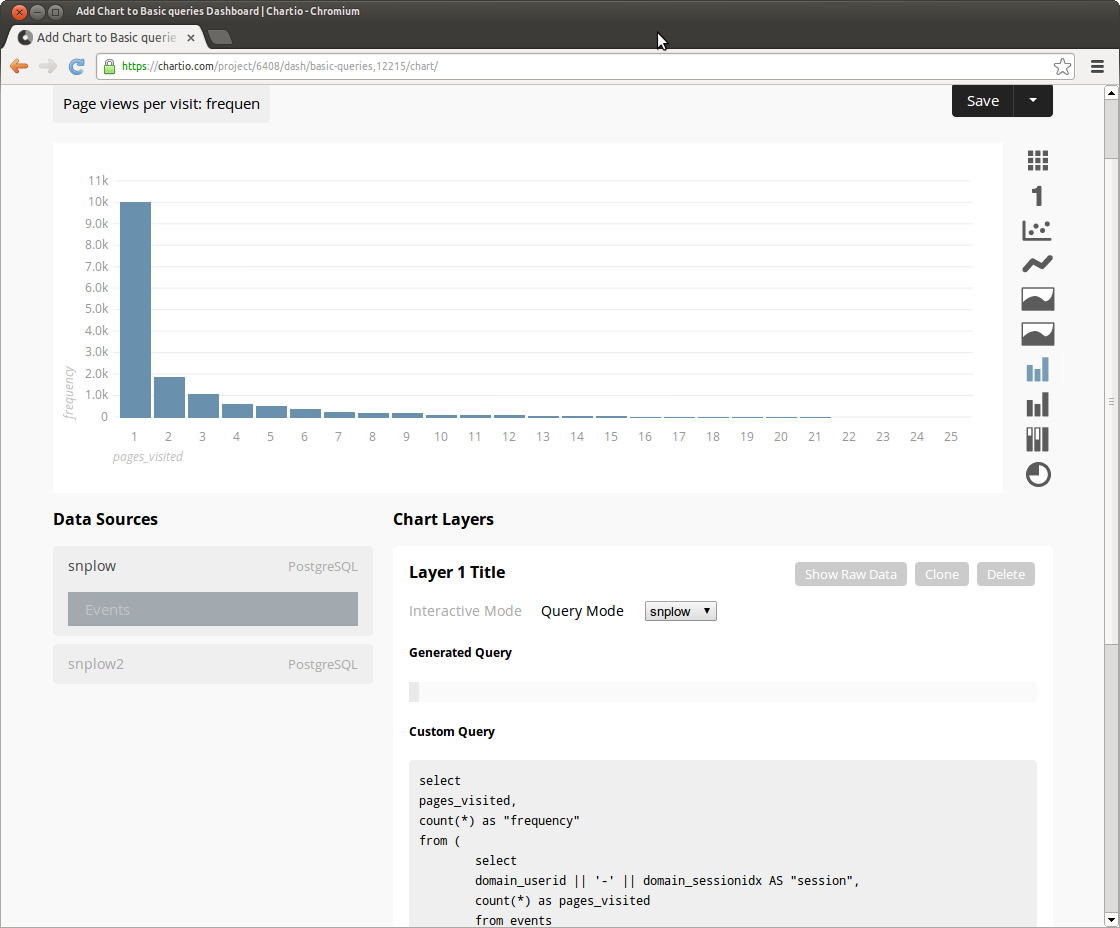 Add Chart to Basic queries Dashboard | Chartio - Chromium
Add Chart to Basic querie
https://chartio.com/project/6408/dash/basic-queries,12215/chart/
Page views per visit: frequen
Save
11k
10k
9.0k
8.0k
7.0k
6.0k
5.0k
4.0k
3.0k
2.0k
1.0k
0
frequency
1 2 3 4 5 6 7 8 9 10 11 12 13 14 15 16 17 18 19 20 21 22 23 24 25
pages_visited
1
Data Sources
snplow PostgreSQL
Events
snplow2 PostgreSQL
Chart Layers
Layer 1 Title Show Raw Data Clone Delete
Interactive Mode Query Mode snplow
Generated Query
Custom Query
select
pages_visited,
count(*) as "frequency"
from (
select
domain_userid || '-' || domain_sessionidx AS "session",
count(*) as pages_visited
from events